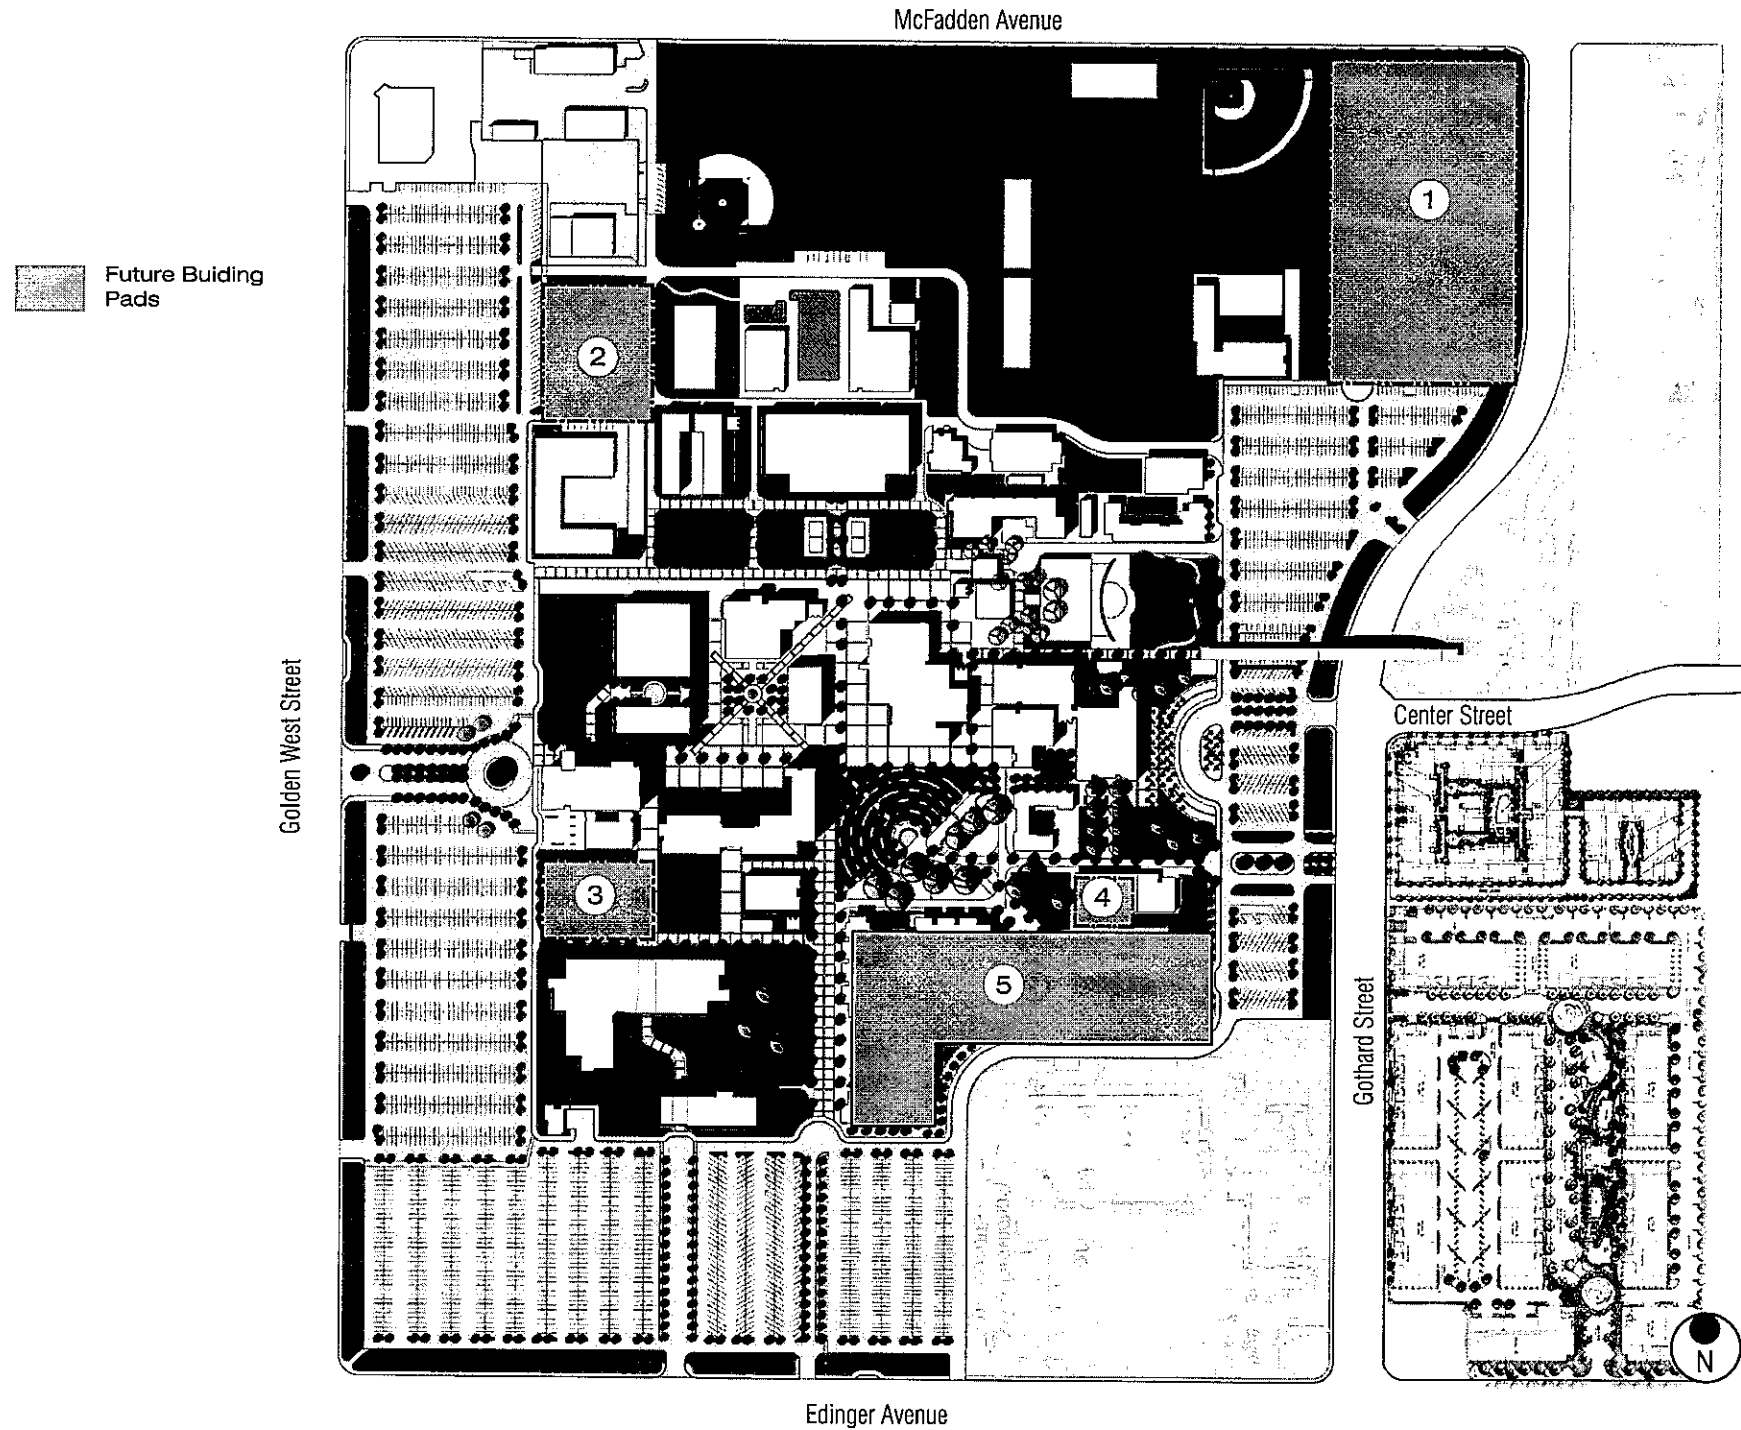 McFadden Avenue
1
Future Buiding
Pads
2
Golden West Street
Center Street
3
4
5
Gothard Street
N
Edinger Avenue